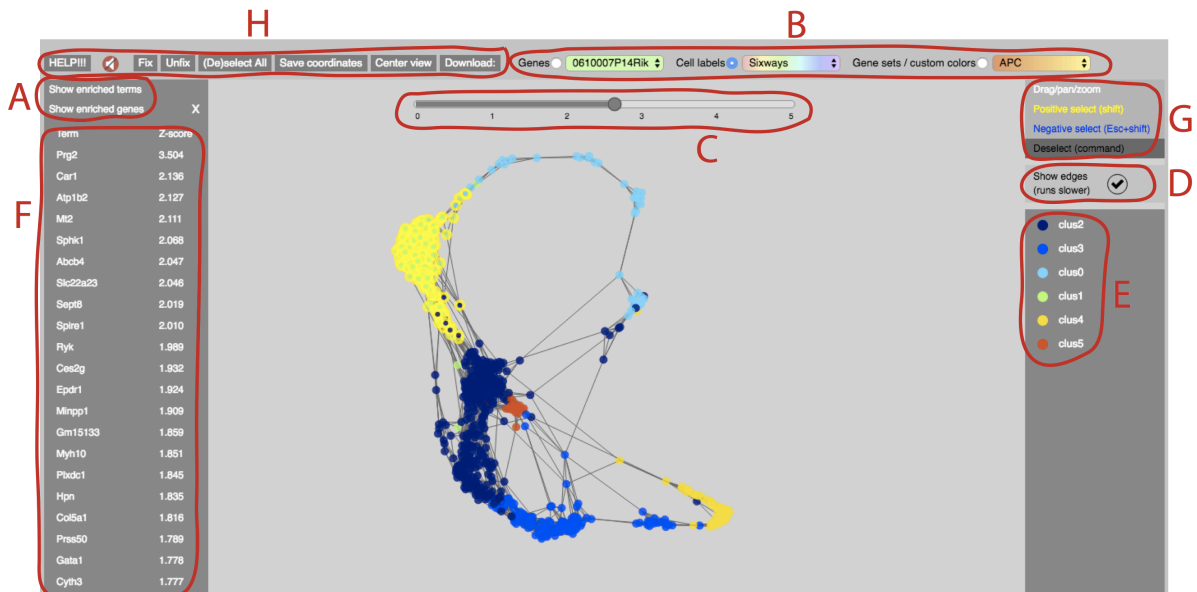 H
B
HELP!!! Fix Unfix (De)select All Save coordinates Center view Download:
Genes 0610007P14Rik Cell labels Sixways Gene sets / custom colors APC
A
Show enriched terms
Show enriched genes X
0 1 2 3 4 5
C
Drag/pan/zoom
Positive select (shift)
Negative select (Esc+shift)
Deselect (command)
G
Show edges
(runs slower)
D
F
Term Z-score
Prg2 3.504
Car1 2.136
Atp1b2 2.127
Mt2 2.111
Sphk1 2.068
Abcb4 2.047
Slc22a23 2.046
Sept8 2.019
Spire1 2.010
Ryk 1.989
Ces2g 1.932
Epdr1 1.924
Minpp1 1.909
Gm15133 1.859
Myh10 1.851
Plxdc1 1.845
Hpn 1.835
Col5a1 1.816
Prss50 1.789
Gata1 1.778
Cyth3 1.777
clus2
clus3
clus0
clus1
clus4
clus5
E